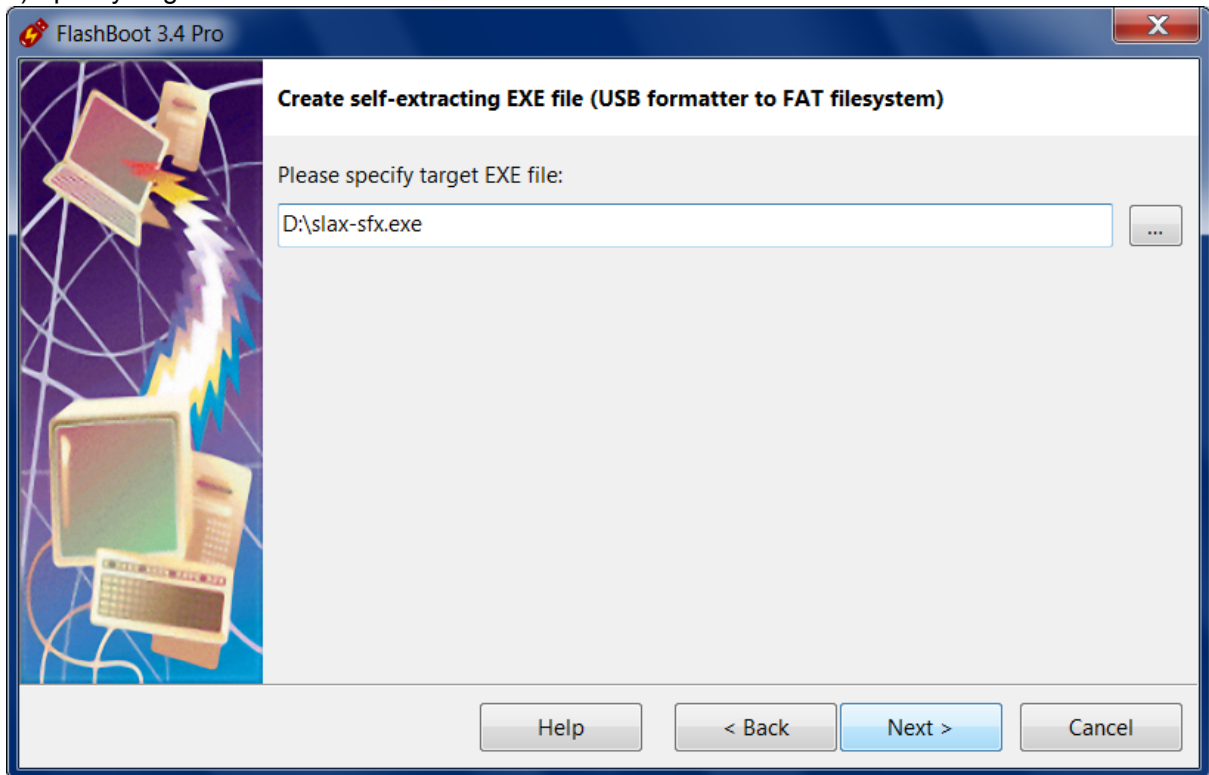 FlashBoot 3.4 Pro
X
Create self-extracting EXE file (USB formatter to FAT filesystem)
Please specify target EXE file:
D:\slax-sfx.exe
...
Help
< Back
Next >
Cancel